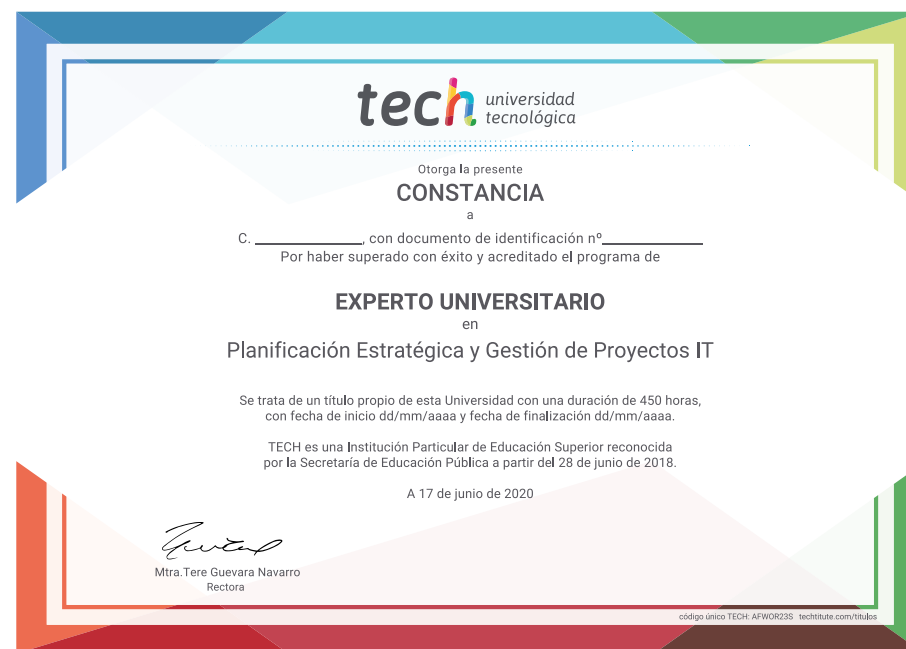 tech universidad
tecnológica
Otorga la presente
CONSTANCIA
a
C. ______________, con documento de identificación nº_____________
Por haber superado con éxito y acreditado el programa de
EXPERTO UNIVERSITARIO
en
Planificación Estratégica y Gestión de Proyectos IT
Se trata de un título propio de esta Universidad con una duración de 450 horas,
con fecha de inicio dd/mm/aaaa y fecha de finalización dd/mm/aaaa.
TECH es una Institución Particular de Educación Superior reconocida
por la Secretaría de Educación Pública a partir del 28 de junio de 2018.
A 17 de junio de 2020
Mtra.Tere Guevara Navarro
Rectora
código único TECH: AFWOR23S techtitute.com/titulos